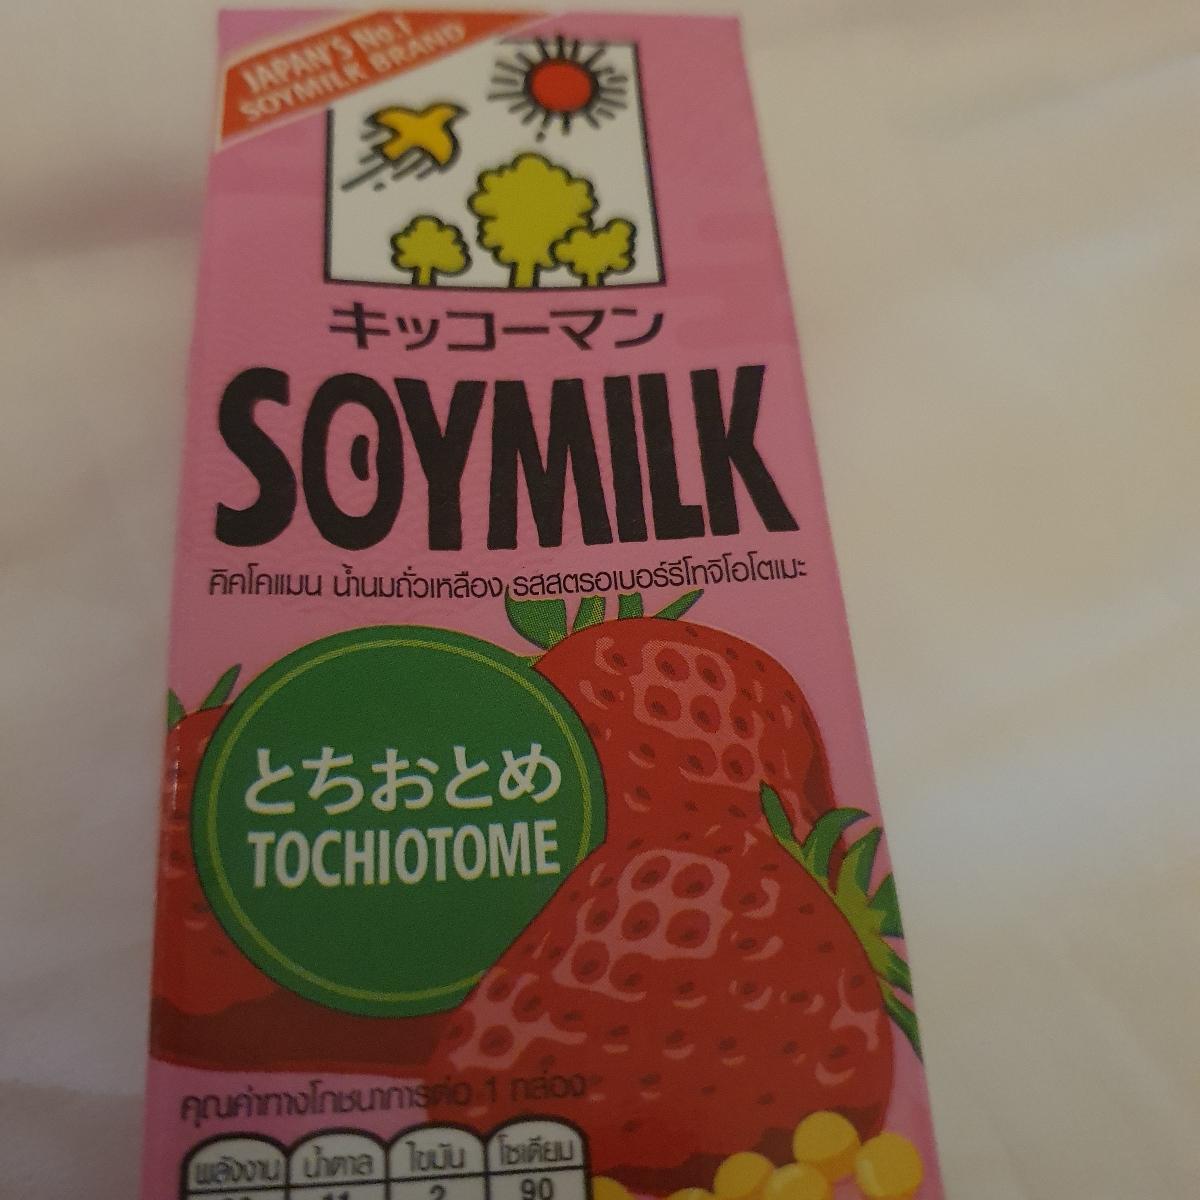 JAPAN'S No.1
SOYMILK BRAND
キッコーマン
SOYMILK
คิคโคแมน น้ำนมถั่วเหลือง รสสตรอเบอร์รีโทจิโอโตเมะ
とちおとめ
TOCHIOTOME
คุณค่าทางโภชนาการต่อ 1 กล่อง
พลังงาน น้ำตาล ไขมัน โซเดียม
11 2 90